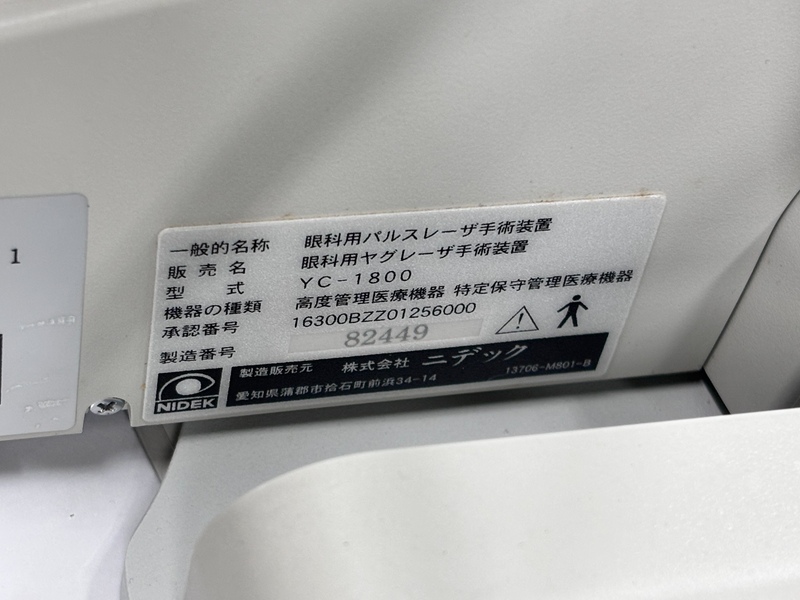 1
一般的名称 眼科用パルスレーザ手術装置
販売名 眼科用ヤグレーザ手術装置
型式 YC-1800
機器の種類 高度管理医療機器 特定保守管理医療機器
承認番号 16300BZZ01256000
製造番号 82449
NIDEK
製造販売元 株式会社 ニデック
愛知県蒲郡市拾石町前浜34-14 13706-M801-B